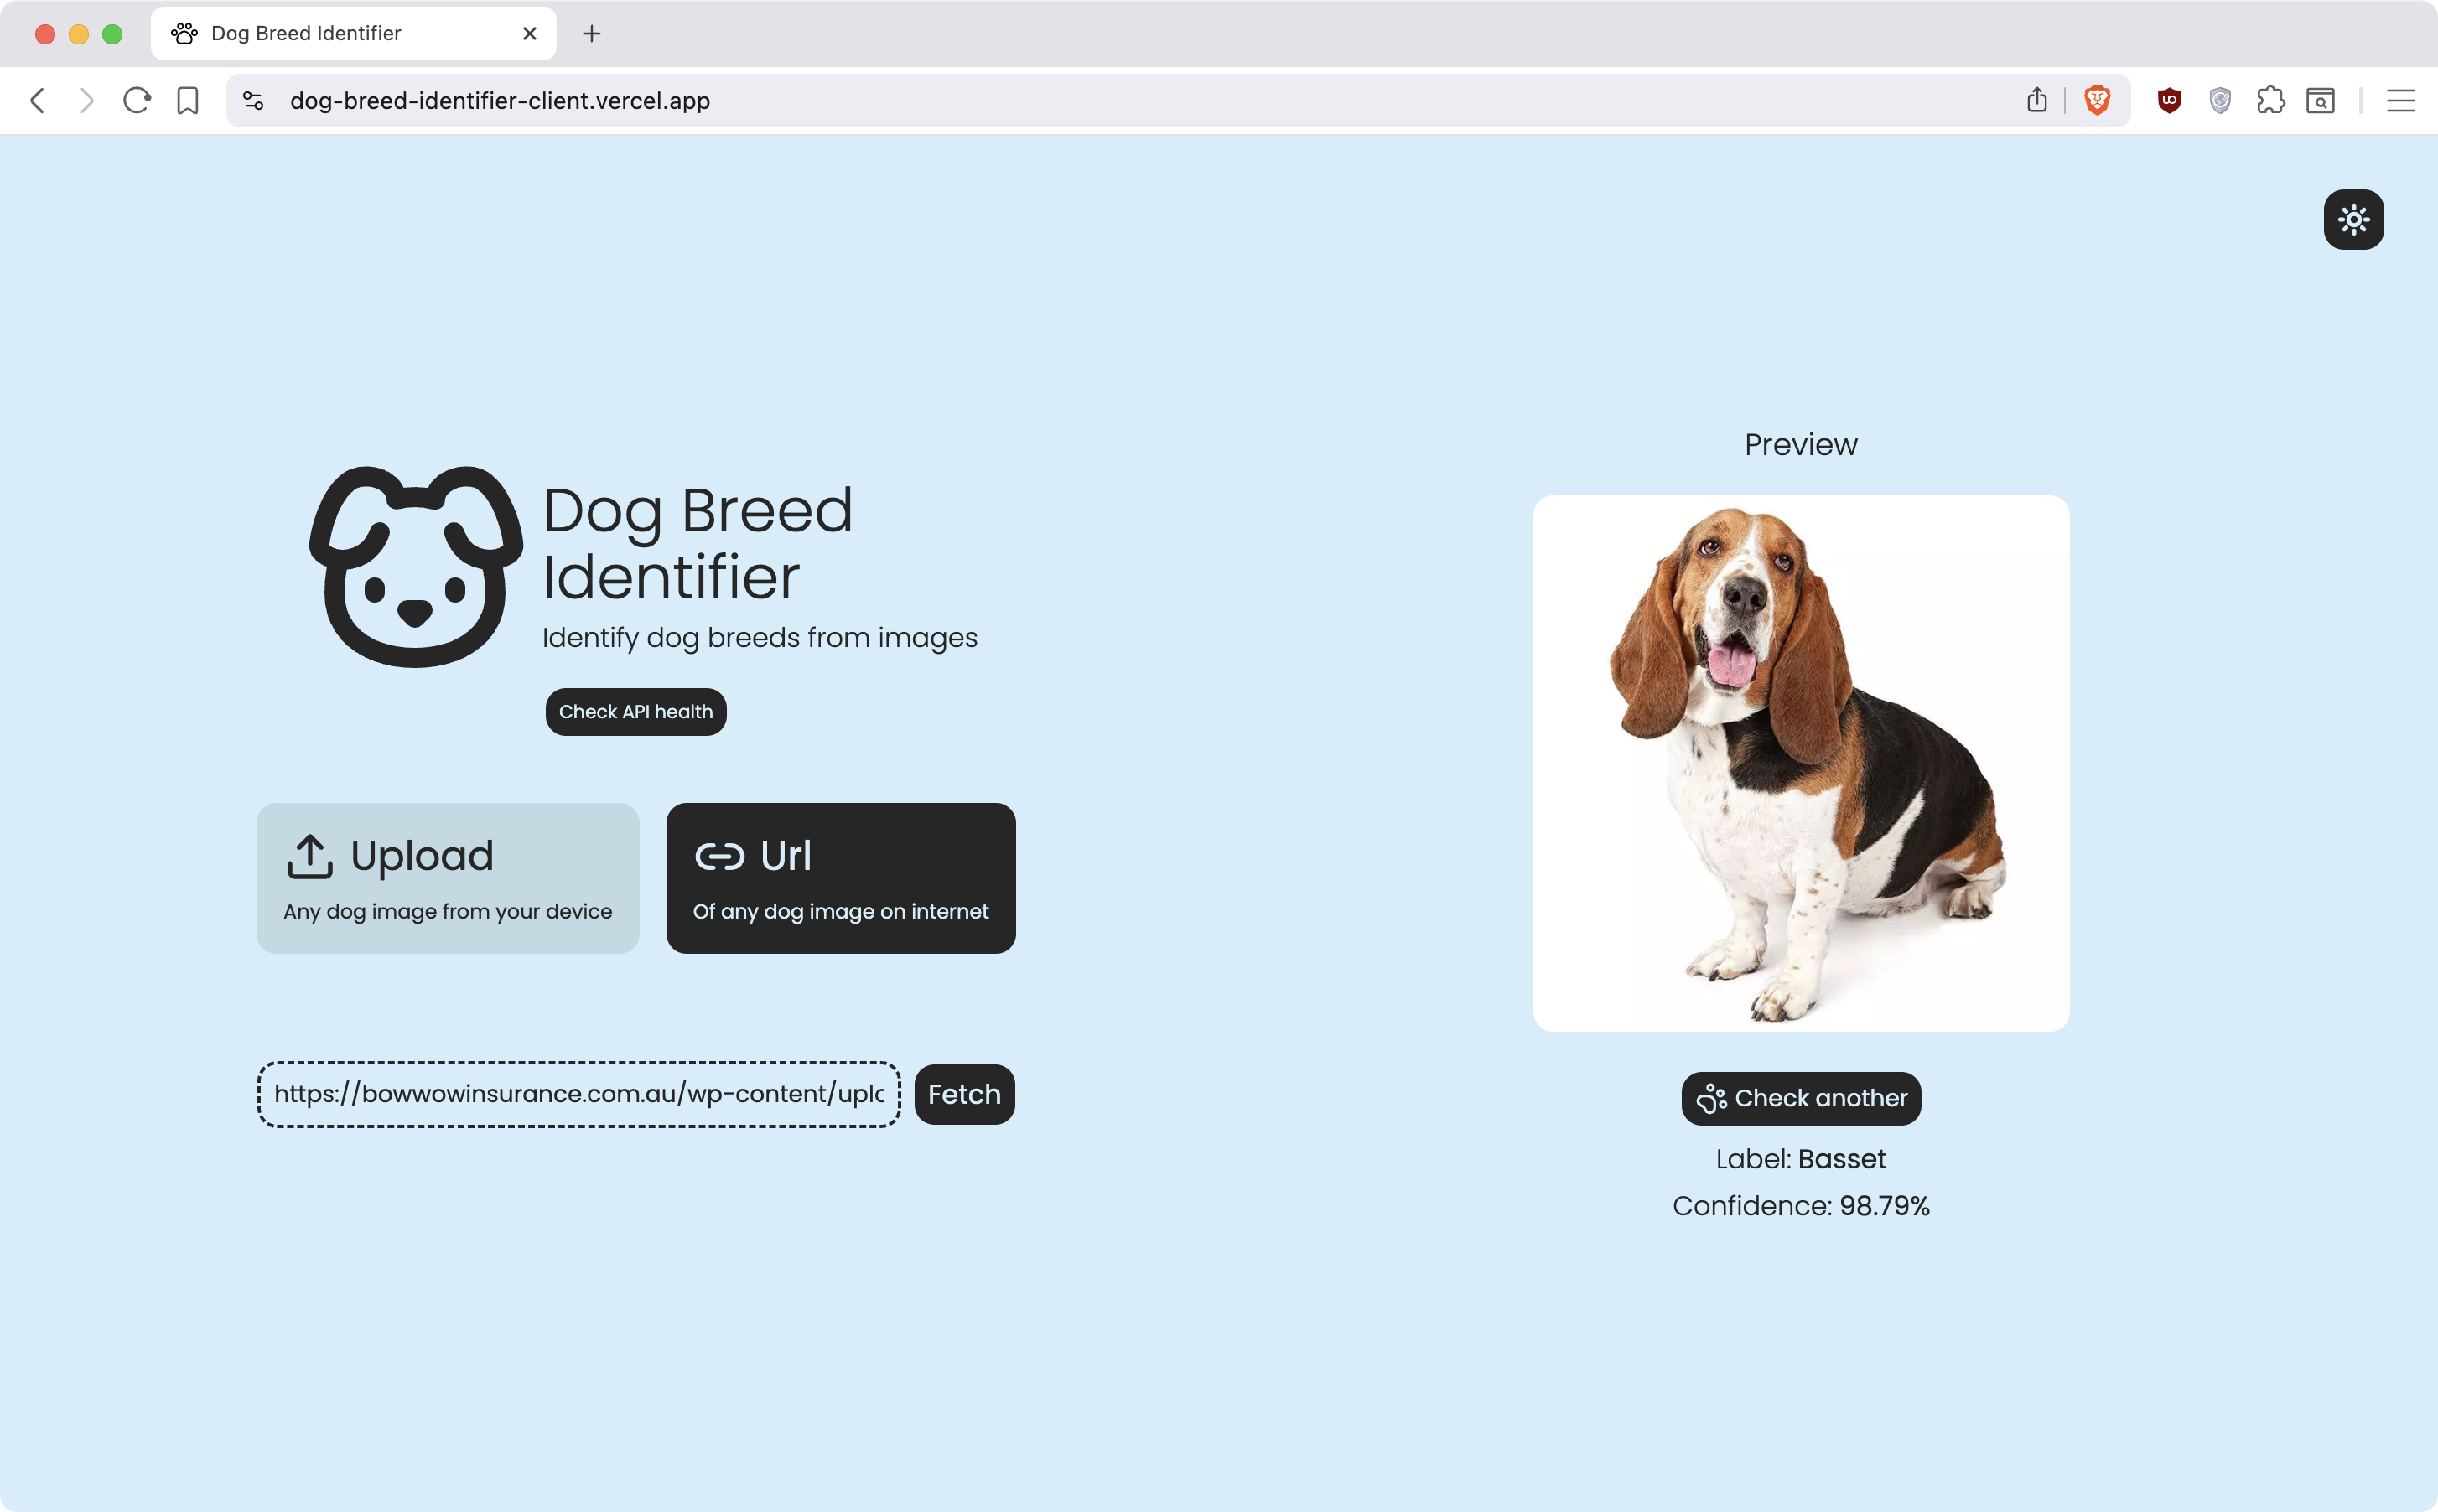 Dog Breed Identifier
dog-breed-identifier-client.vercel.app
Dog Breed
Identifier
Identify dog breeds from images
Check API health
Upload
Any dog image from your device
Url
Of any dog image on internet
https://bowwowinsurance.com.au/wp-content/uplo
Fetch
Preview
Check another
Label: Basset
Confidence: 98.79%